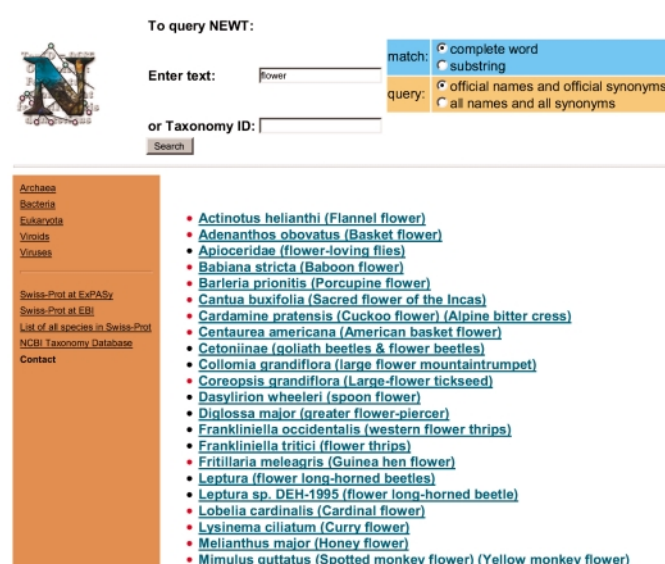 To query NEWT:
match: complete word
substring
Enter text: flower
query: official names and official synonyms
all names and all synonyms
or Taxonomy ID:
Search
Archaea
Bacteria
Eukaryota
Viroids
Viruses
Swiss-Prot at ExPASy
Swiss-Prot at EBI
List of all species in Swiss-Prot
NCBI Taxonomy Database
Contact
Actinotus helianthi (Flannel flower)
Adenanthos obovatus (Basket flower)
Apioceridae (flower-loving flies)
Babiana stricta (Baboon flower)
Barleria prionitis (Porcupine flower)
Cantua buxifolia (Sacred flower of the Incas)
Cardamine pratensis (Cuckoo flower) (Alpine bitter cress)
Centaurea americana (American basket flower)
Cetoniinae (goliath beetles & flower beetles)
Collomia grandiflora (large flower mountaintrumpet)
Coreopsis grandiflora (Large-flower tickseed)
Dasylirion wheeleri (spoon flower)
Diglossa major (greater flower-piercer)
Frankliniella occidentalis (western flower thrips)
Frankliniella tritici (flower thrips)
Fritillaria meleagris (Guinea hen flower)
Leptura (flower long-horned beetles)
Leptura sp. DEH-1995 (flower long-horned beetle)
Lobelia cardinalis (Cardinal flower)
Lysinema ciliatum (Curry flower)
Melianthus major (Honey flower)
Mimulus guttatus (Spotted monkey flower) (Yellow monkey flower)